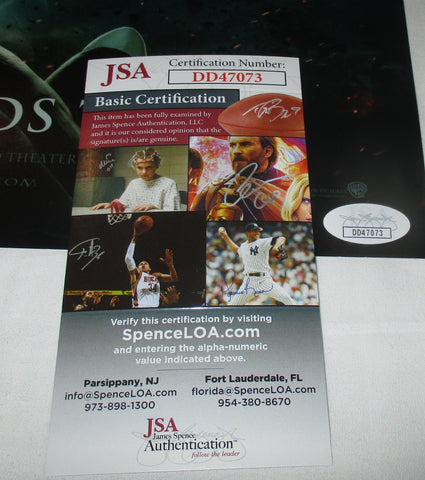 JSA
Certification Number:
DD47073
Basic Certification
This item has been fully examined by
James Spence Authentication, LLC
and it is our considered opinion that the
signature(s) is/are genuine.
DS
THEATER
OM
DD47073
Verify this certification by visiting
SpenceLOA.com
and entering the alpha-numeric
value indicated above.
Parsippany, NJ
info@SpenceLOA.com
973-898-1300
Fort Lauderdale, FL
florida@SpenceLOA.com
954-380-8670
JSA
James Spence
Authentication
follow the leader